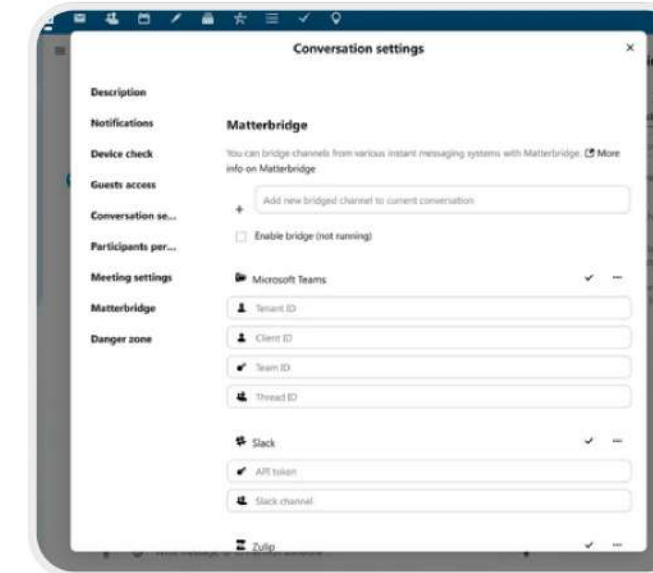 Conversation settings
Description
Notifications
Device check
Guests access
Conversation se...
Participants per...
Meeting settings
Matterbridge
Danger zone
Matterbridge
You can bridge channels from various instant messaging systems with Matterbridge. More
info on Matterbridge
Add new bridged channel to current conversation
Enable bridge (not running)
Microsoft Teams
Tenant ID
Client ID
Team ID
Thread ID
Slack
API token
Slack channel
Zulip